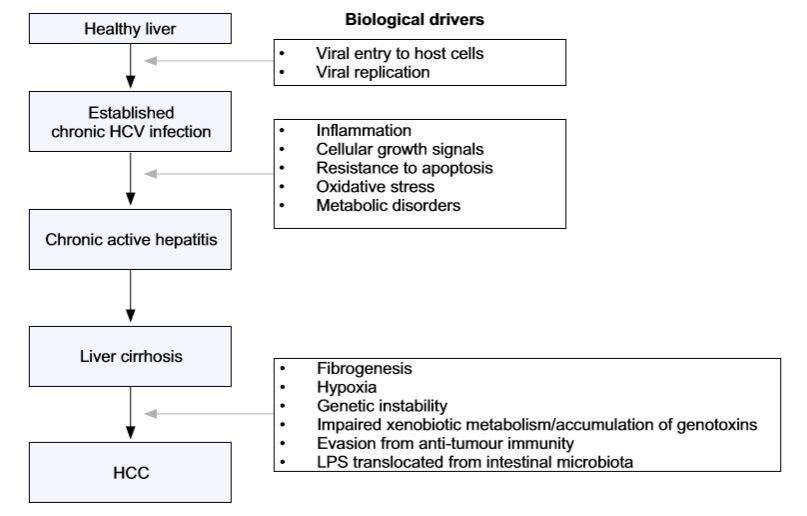 Biological drivers
Healthy liver
• Viral entry to host cells
• Viral replication
Established
chronic HCV infection
• Inflammation
• Cellular growth signals
• Resistance to apoptosis
• Oxidative stress
• Metabolic disorders
Chronic active hepatitis
Liver cirrhosis
• Fibrogenesis
• Hypoxia
• Genetic instability
• Impaired xenobiotic metabolism/accumulation of genotoxins
• Evasion from anti-tumour immunity
• LPS translocated from intestinal microbiota
HCC